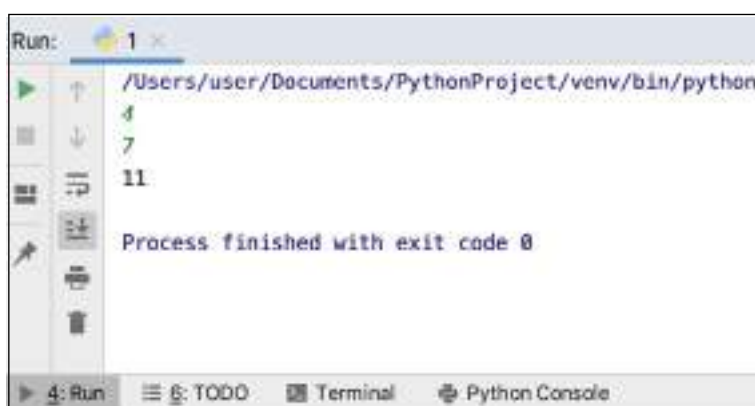 Run: 1 ×
/Users/user/Documents/PythonProject/venv/bin/python
4
7
11
Process finished with exit code 0
4: Run 6: TODO Terminal Python Console